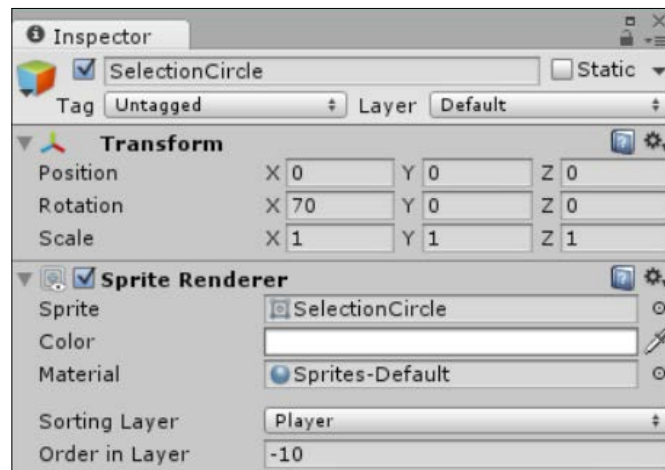 Inspector
SelectionCircle Static
Tag Untagged Layer Default
Transform
Position X 0 Y 0 Z 0
Rotation X 70 Y 0 Z 0
Scale X 1 Y 1 Z 1
Sprite Renderer
Sprite SelectionCircle
Color
Material Sprites-Default
Sorting Layer Player
Order in Layer -10